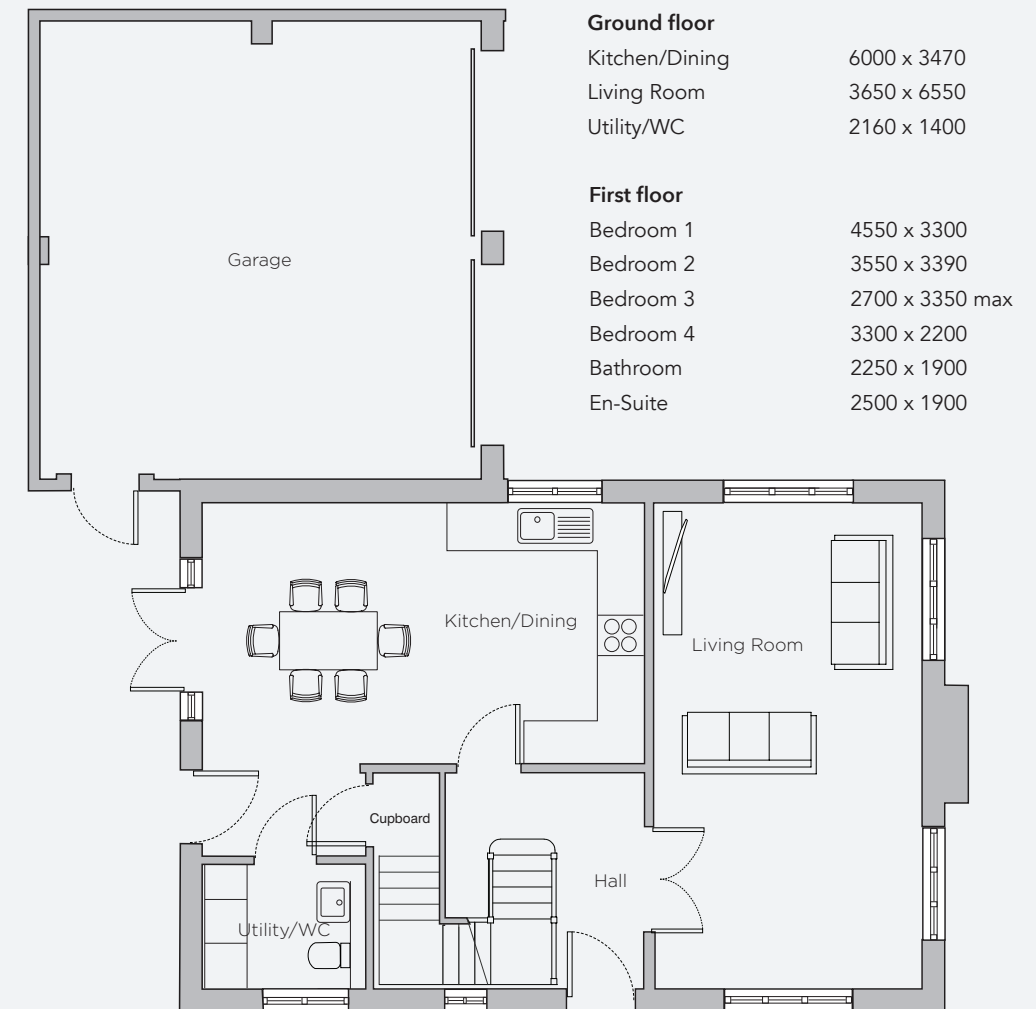 Ground floor
Kitchen/Dining 6000 x 3470
Living Room 3650 x 6550
Utility/WC 2160 x 1400
First floor
Bedroom 1 4550 x 3300
Bedroom 2 3550 x 3390
Bedroom 3 2700 x 3350 max
Bedroom 4 3300 x 2200
Bathroom 2250 x 1900
En-Suite 2500 x 1900
Garage
Kitchen/Dining
Living Room
Cupboard
Hall
Utility/WC